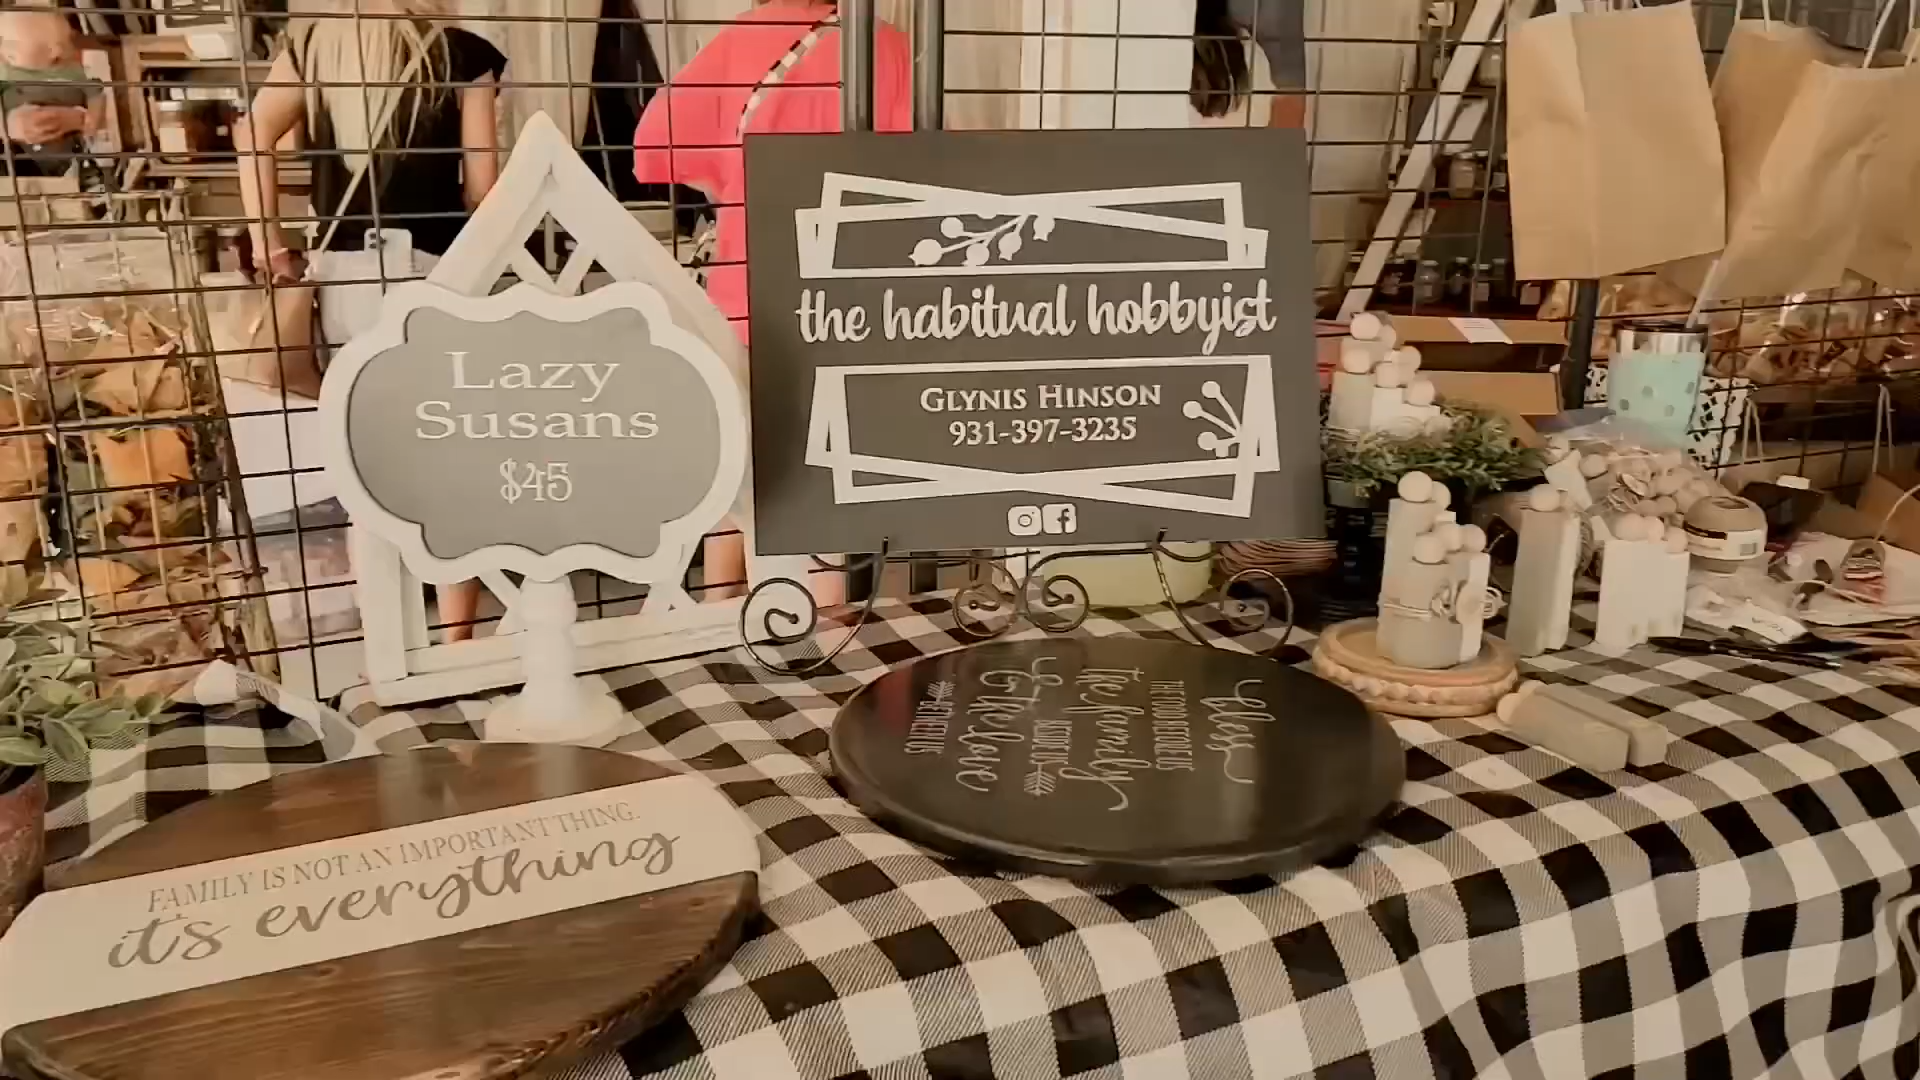 Lazy
Susans
$45
the habitual hobbyist
GLYNIS HINSON
931-397-3235
FAMILY IS NOT AN IMPORTANT THING.
it's everything
bless
THE FOOD BEFORE US
the family
BESIDE US
& the love
BETWEEN US